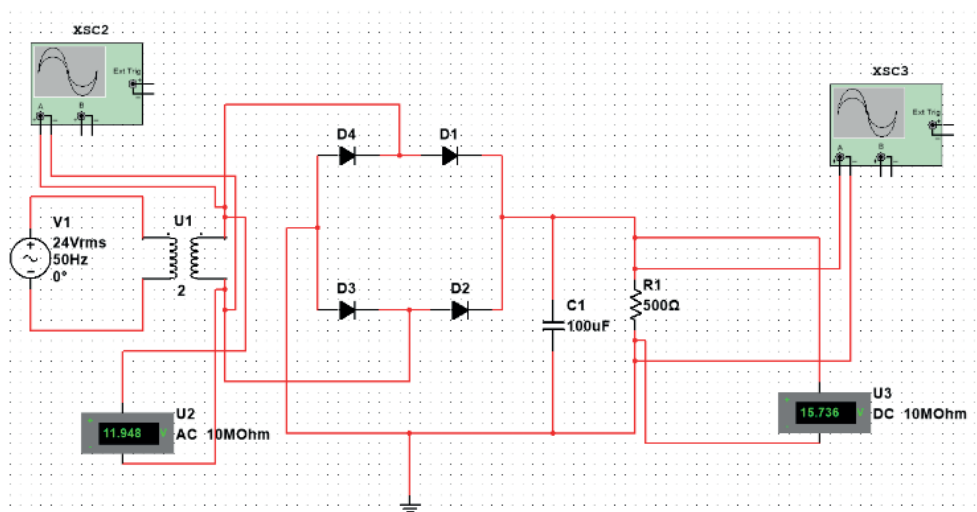 XSC2
Ext Trig
+
-
A
B
+ - + -
XSC3
Ext Trig
+
-
A
B
+ - + -
D4
D1
V1
24Vrms
50Hz
0°
U1
2
D3
D2
C1
100uF
R1
500Ω
U2
AC 10MOhm
+
11.948 V
-
U3
DC 10MOhm
+
15.736 V
-